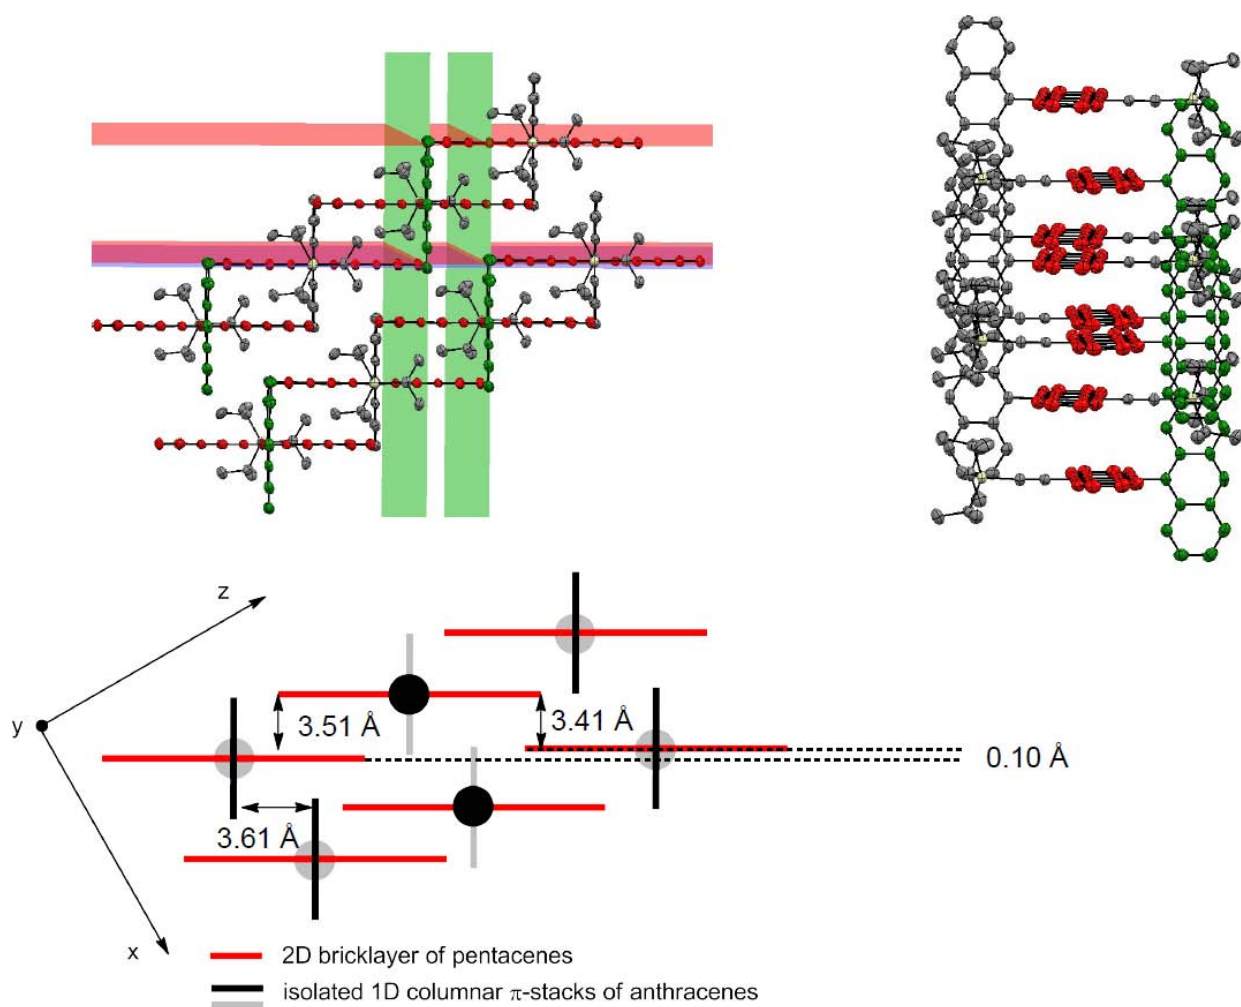 z
y
3.51 Å
3.41 Å
0.10 Å
3.61 Å
x
2D bricklayer of pentacenes
isolated 1D columnar π-stacks of anthracenes